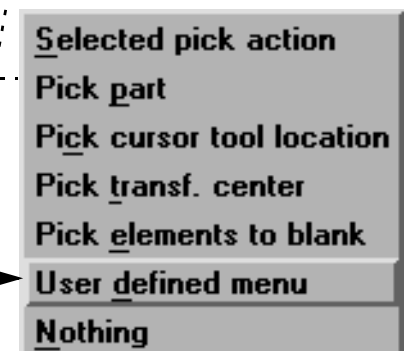 Selected pick action
Pick part
Pick cursor tool location
Pick transf. center
Pick elements to blank
User defined menu
Nothing